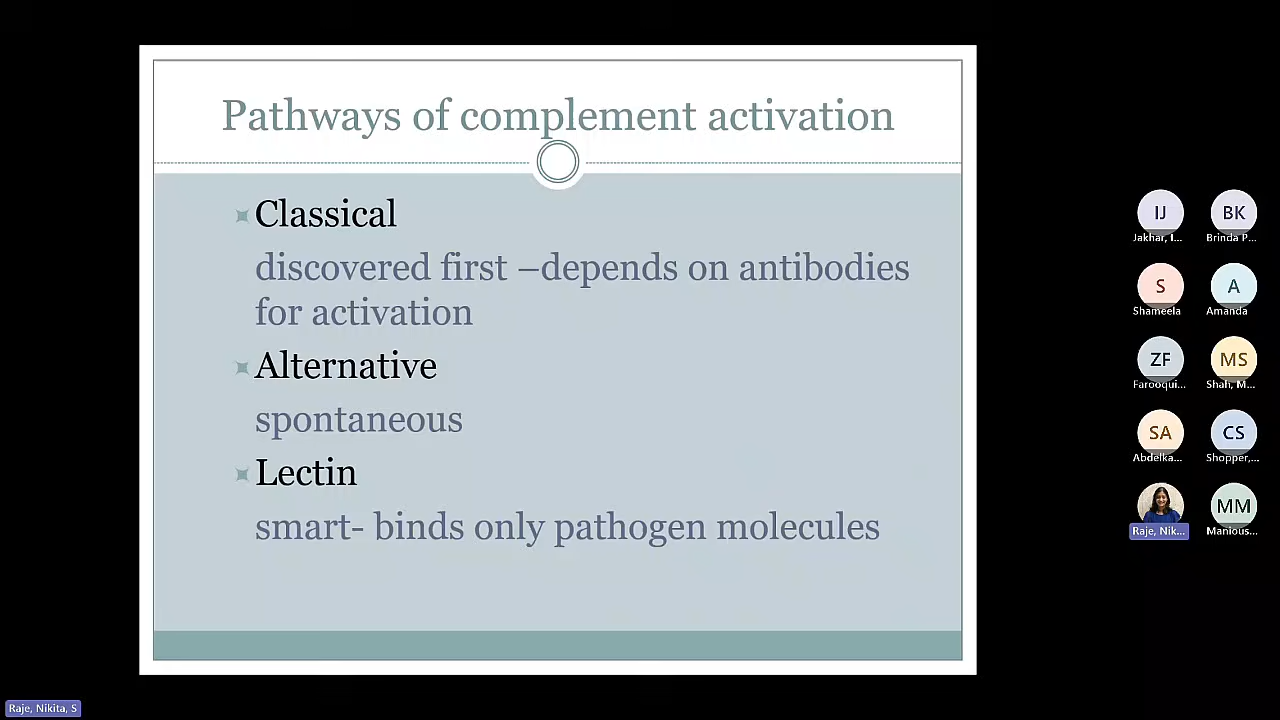 Pathways of complement activation
Classical
discovered first –depends on antibodies
for activation
Alternative
spontaneous
Lectin
smart- binds only pathogen molecules
IJ
Jakhar, I...
BK
Brinda P...
S
Shameela
A
Amanda
ZF
Farooqui...
MS
Shah, M...
SA
Abdelka...
CS
Shopper,...
Raje, Nik...
MM
Manious...
Raje, Nikita, S